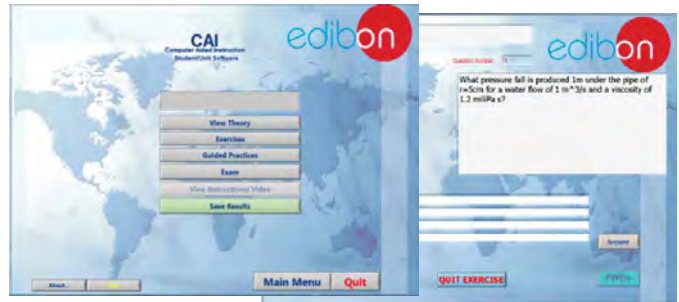 CAI
Computer Aided Instruction
Student/Unit Software
edibon
View Theory
Exercises
Guided Practices
Exam
View Instructional Video
Save Results
About...
Main Menu
Quit
edibon
Question number
What pressure fall is produced 1m under the pipe of
r=5cm for a water flow of 1 m^3/s and a viscosity of
1.2 miliPa s?
Answer
QUIT EXERCISE